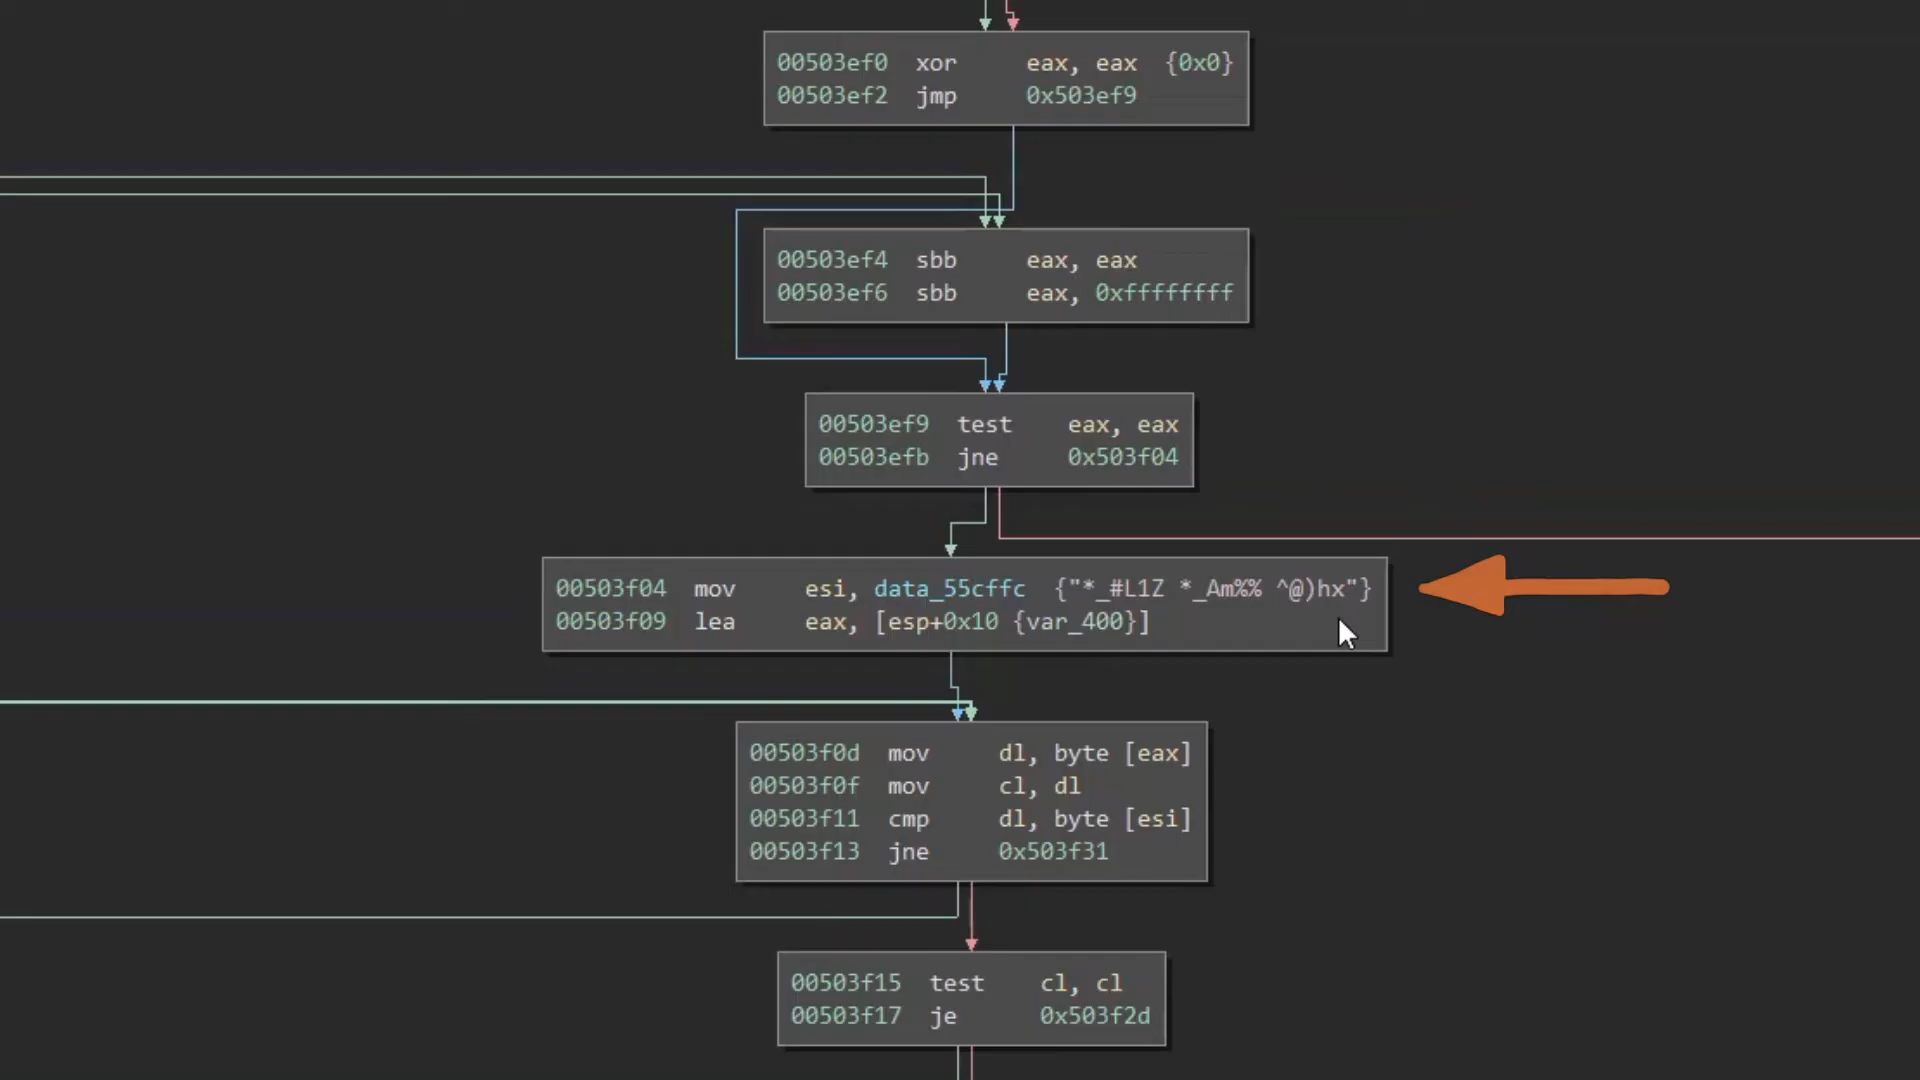 00503ef0 xor eax, eax {0x0}
00503ef2 jmp 0x503ef9
00503ef4 sbb eax, eax
00503ef6 sbb eax, 0xffffffff
00503ef9 test eax, eax
00503efb jne 0x503f04
00503f04 mov esi, data_55cffc {"*_#L1Z *_Am%% ^@)hx"}
00503f09 lea eax, [esp+0x10 {var_400}]
00503f0d mov dl, byte [eax]
00503f0f mov cl, dl
00503f11 cmp dl, byte [esi]
00503f13 jne 0x503f31
00503f15 test cl, cl
00503f17 je 0x503f2d